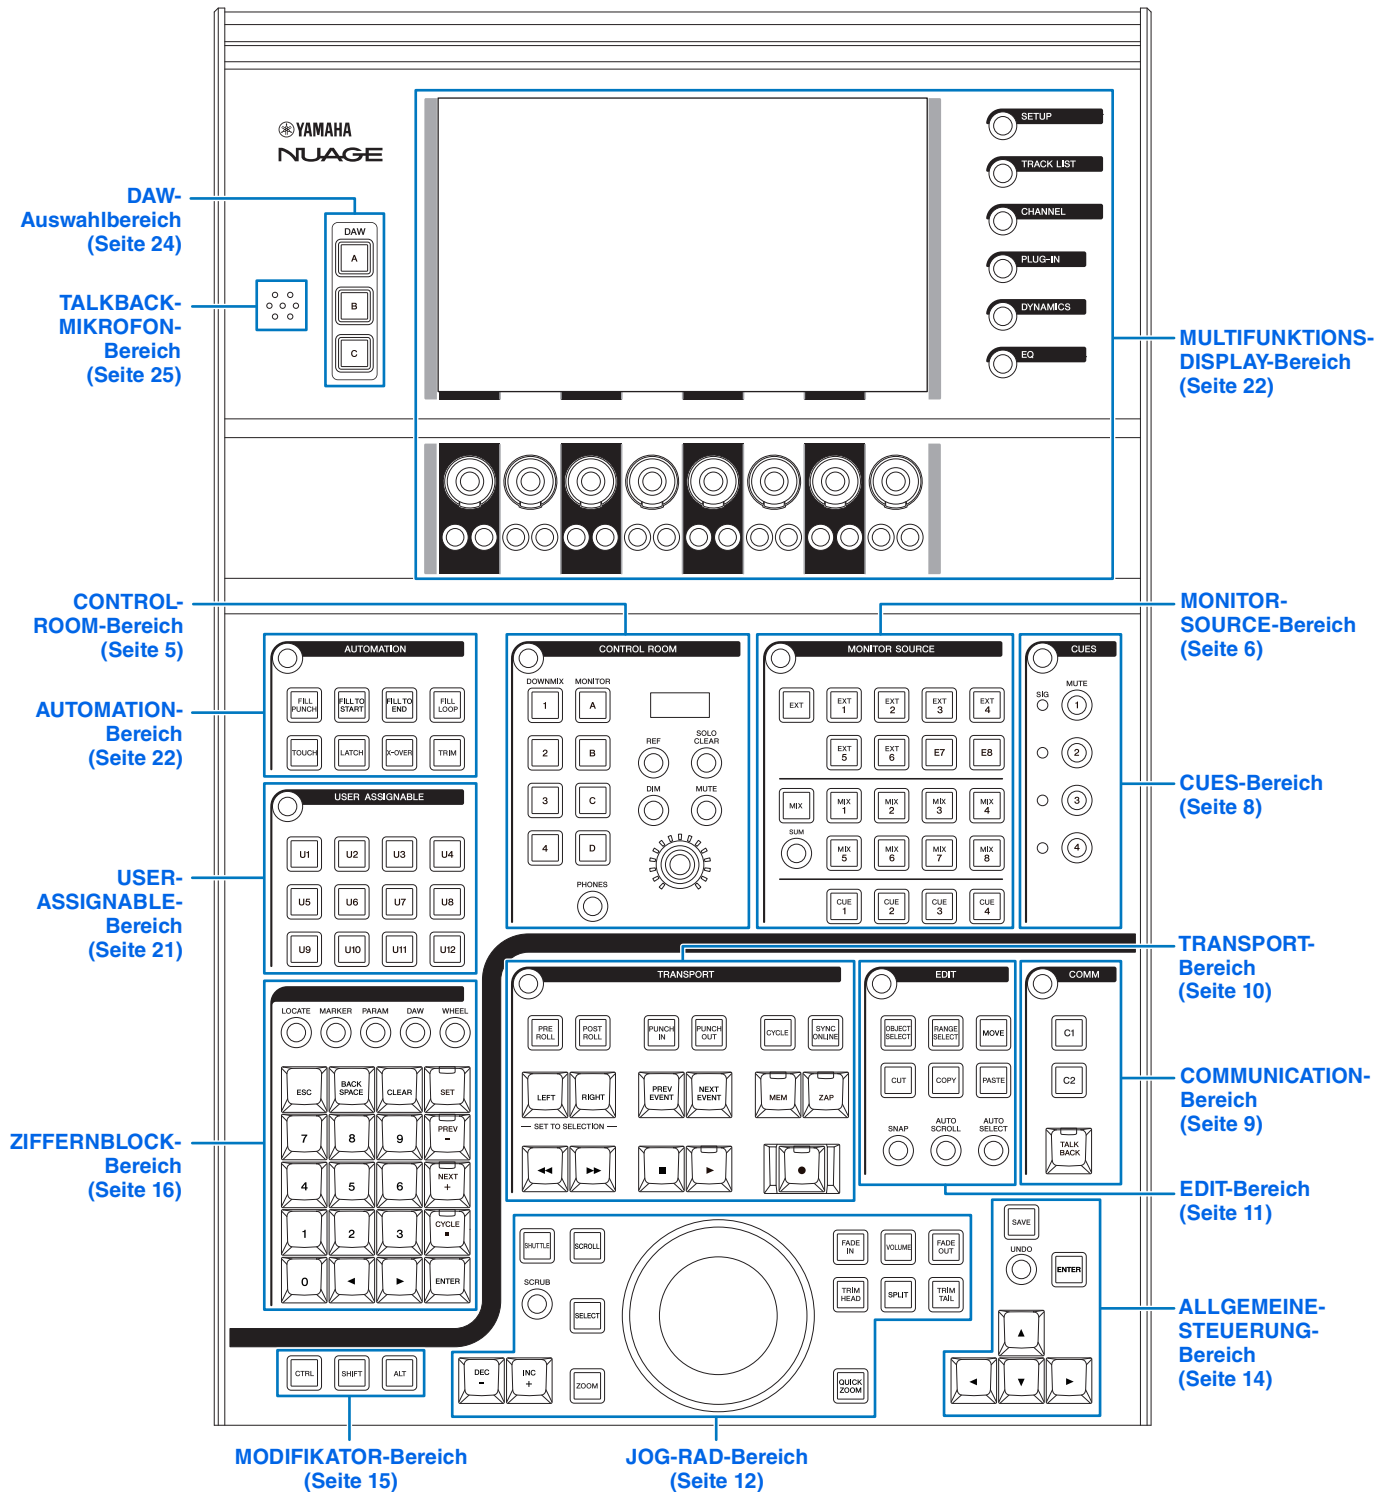 YAMAHA
NUAGE
SETUP
TRACK LIST
CHANNEL
PLUG-IN
DYNAMICS
EQ
DAW-
Auswahlbereich
(Seite 24)
DAW
A
B
C
TALKBACK-
MIKROFON-
Bereich
(Seite 25)
MULTIFUNKTIONS-
DISPLAY-Bereich
(Seite 22)
CONTROL-
ROOM-Bereich
(Seite 5)
MONITOR-
SOURCE-Bereich
(Seite 6)
AUTOMATION-
Bereich
(Seite 22)
CUES-Bereich
(Seite 8)
USER-
ASSIGNABLE-
Bereich
(Seite 21)
AUTOMATION
FILL
PUNCH
FILL TO
START
FILL TO
END
FILL
LOOP
TOUCH
LATCH
X-OVER
TRIM
USER ASSIGNABLE
U1
U2
U3
U4
U5
U6
U7
U8
U9
U10
U11
U12
CONTROL ROOM
DOWNMIX
MONITOR
1
A
2
B
3
C
4
D
REF
SOLO
CLEAR
DIM
MUTE
PHONES
MONITOR SOURCE
EXT
EXT
1
EXT
2
EXT
3
EXT
4
EXT
5
EXT
6
E7
E8
MIX
MIX
1
MIX
2
MIX
3
MIX
4
SUM
MIX
5
MIX
6
MIX
7
MIX
8
CUE
1
CUE
2
CUE
3
CUE
4
CUES
SIG
MUTE
1
2
3
4
TRANSPORT-
Bereich
(Seite 10)
COMMUNICATION-
Bereich
(Seite 9)
EDIT-Bereich
(Seite 11)
ZIFFERNBLOCK-
Bereich
(Seite 16)
LOCATE
MARKER
PARAM
DAW
WHEEL
ESC
BACK
SPACE
CLEAR
SET
7
8
9
PREV
-
4
5
6
NEXT
+
1
2
3
CYCLE
0
ENTER
TRANSPORT
PRE
ROLL
POST
ROLL
PUNCH
IN
PUNCH
OUT
CYCLE
SYNC
ONLINE
LEFT
RIGHT
PREV
EVENT
NEXT
EVENT
MEM
ZAP
SET TO SELECTION
EDIT
OBJECT
SELECT
RANGE
SELECT
MOVE
CUT
COPY
PASTE
SNAP
AUTO
SCROLL
AUTO
SELECT
COMM
C1
C2
TALK
BACK
SHUTTLE
SCROLL
SCRUB
SELECT
DEC
-
INC
+
ZOOM
FADE
IN
VOLUME
FADE
OUT
TRIM
HEAD
SPLIT
TRIM
TAIL
QUICK
ZOOM
SAVE
UNDO
ENTER
ALLGEMEINE-
STEUERUNG-
Bereich
(Seite 14)
CTRL
SHIFT
ALT
MODIFIKATOR-Bereich
(Seite 15)
JOG-RAD-Bereich
(Seite 12)